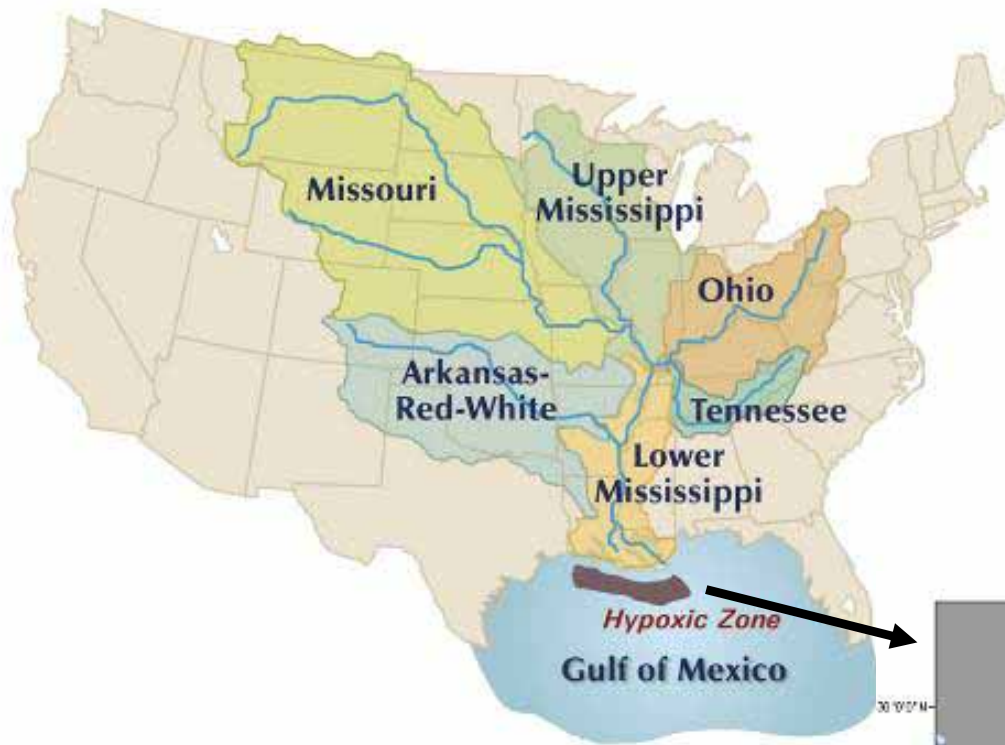 Missouri
Upper
Mississippi
Ohio
Arkansas-
Red-White
Tennessee
Lower
Mississippi
Hypoxic Zone
Gulf of Mexico